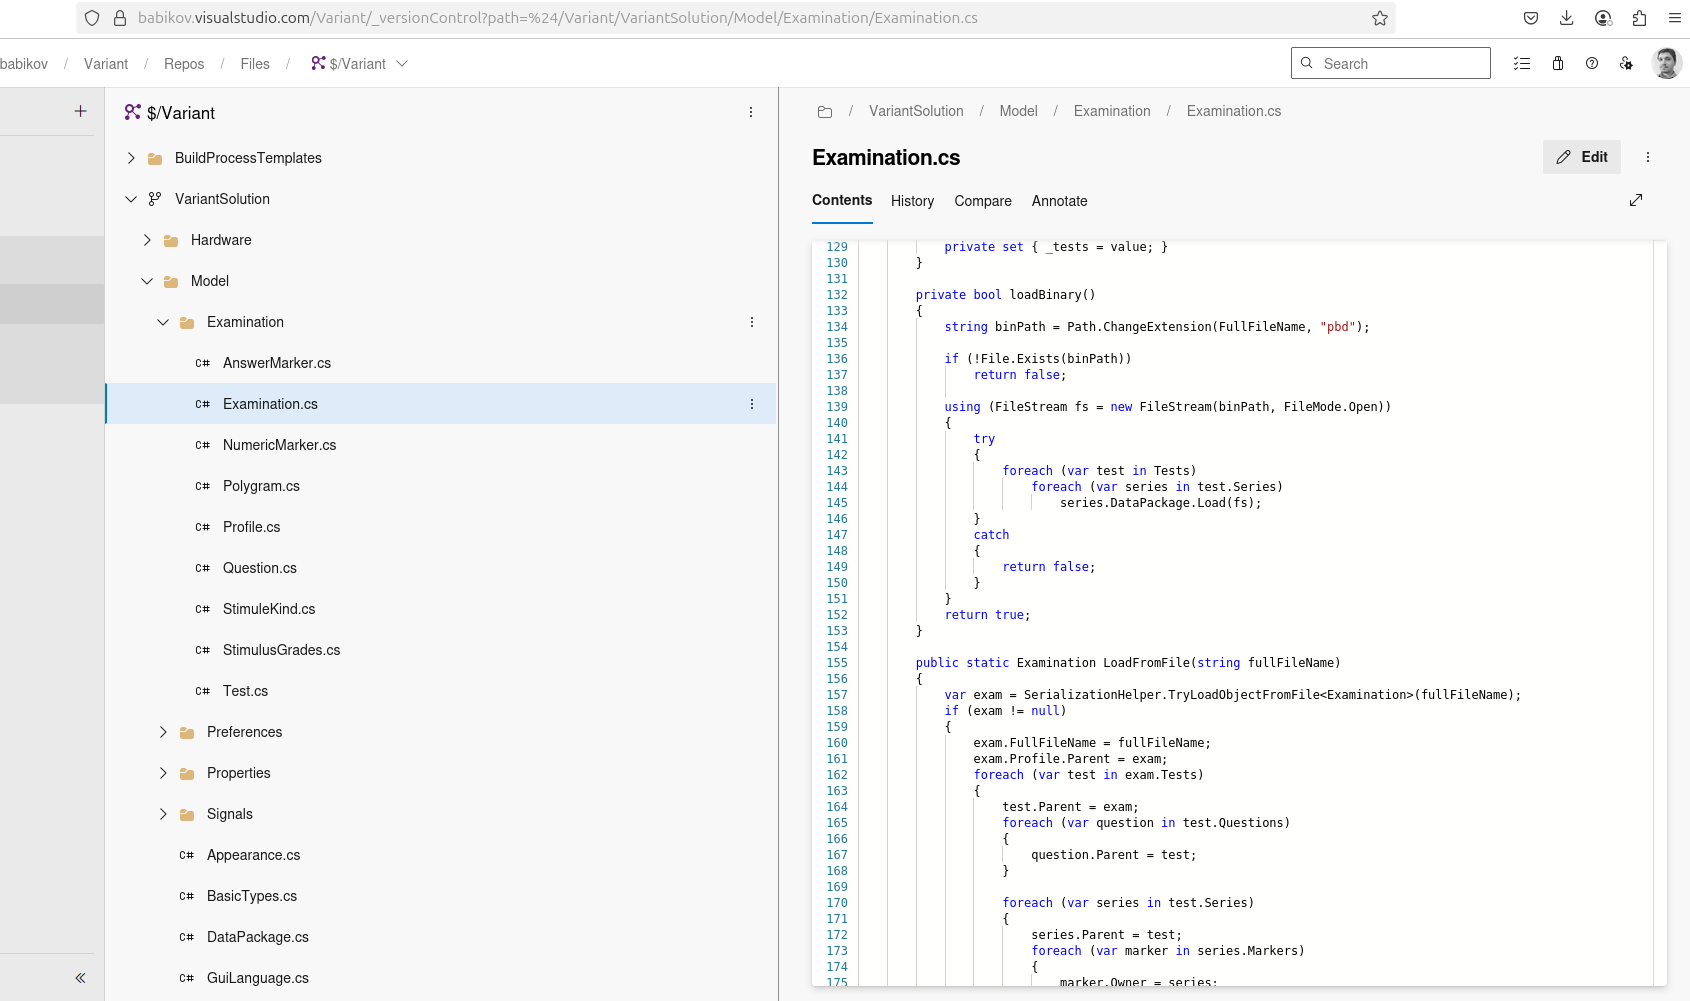 babikov.visualstudio.com/Variant/_versionControl?path=%24/Variant/VariantSolution/Model/Examination/Examination.cs
babikov / Variant / Repos / Files / $/Variant
Search
$/Variant
BuildProcessTemplates
VariantSolution
Hardware
Model
Examination
C# AnswerMarker.cs
C# Examination.cs
C# NumericMarker.cs
C# Polygram.cs
C# Profile.cs
C# Question.cs
C# StimuleKind.cs
C# StimulusGrades.cs
C# Test.cs
Preferences
Properties
Signals
C# Appearance.cs
C# BasicTypes.cs
C# DataPackage.cs
C# GuiLanguage.cs
/ VariantSolution / Model / Examination / Examination.cs
Examination.cs
Edit
Contents History Compare Annotate
129 private set { _tests = value; }
130 }
131
132 private bool loadBinary()
133 {
134 string binPath = Path.ChangeExtension(FullFileName, "pbd");
135
136 if (!File.Exists(binPath))
137 return false;
138
139 using (FileStream fs = new FileStream(binPath, FileMode.Open))
140 {
141 try
142 {
143 foreach (var test in Tests)
144 foreach (var series in test.Series)
145 series.DataPackage.Load(fs);
146 }
147 catch
148 {
149 return false;
150 }
151 }
152 return true;
153 }
154
155 public static Examination LoadFromFile(string fullFileName)
156 {
157 var exam = SerializationHelper.TryLoadObjectFromFile<Examination>(fullFileName);
158 if (exam != null)
159 {
160 exam.FullFileName = fullFileName;
161 exam.Profile.Parent = exam;
162 foreach (var test in exam.Tests)
163 {
164 test.Parent = exam;
165 foreach (var question in test.Questions)
166 {
167 question.Parent = test;
168 }
169
170 foreach (var series in test.Series)
171 {
172 series.Parent = test;
173 foreach (var marker in series.Markers)
174 {
175 marker.Owner = series;